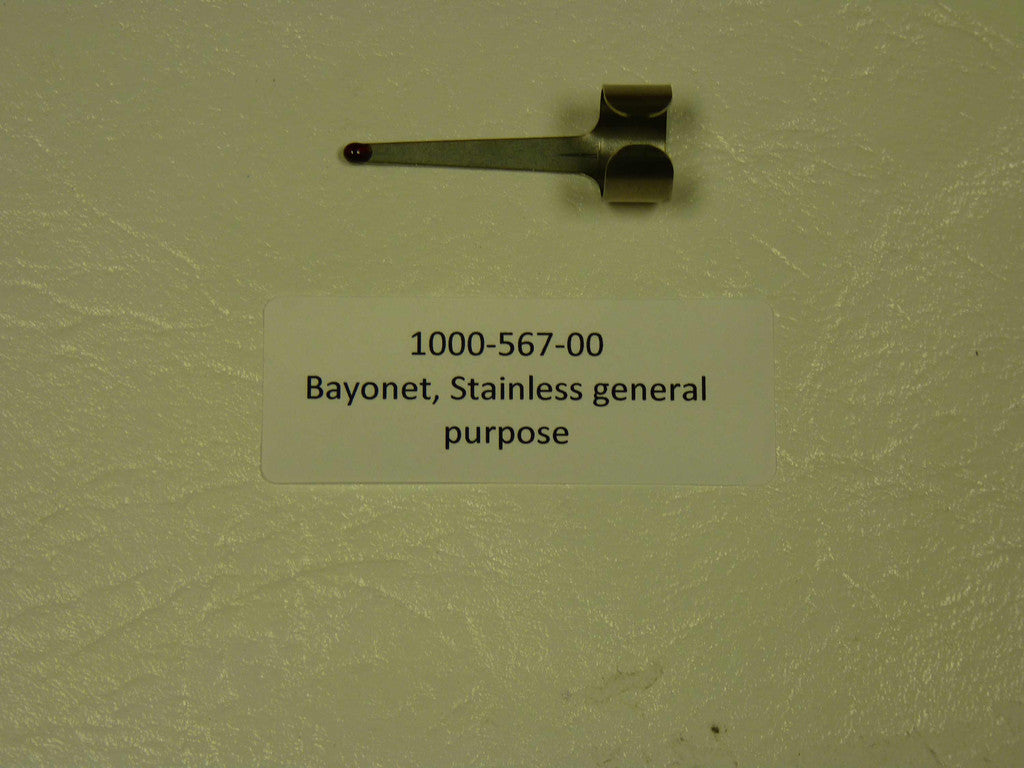 1000-567-00
Bayonet, Stainless general
purpose